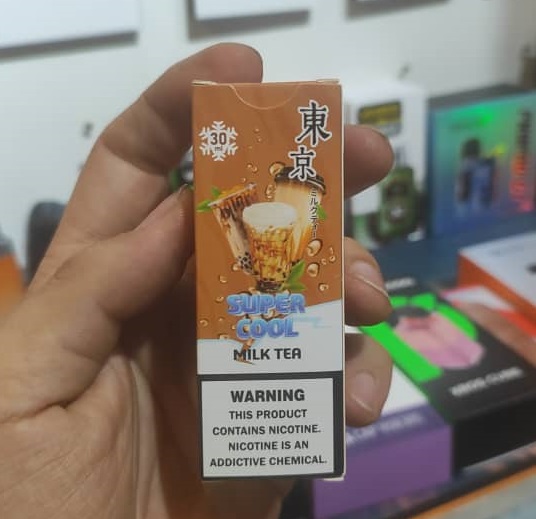 30
ml
東
京
ミルクティー
SUPER
COOL
MILK TEA
WARNING
THIS PRODUCT
CONTAINS NICOTINE.
NICOTINE IS AN
ADDICTIVE CHEMICAL.